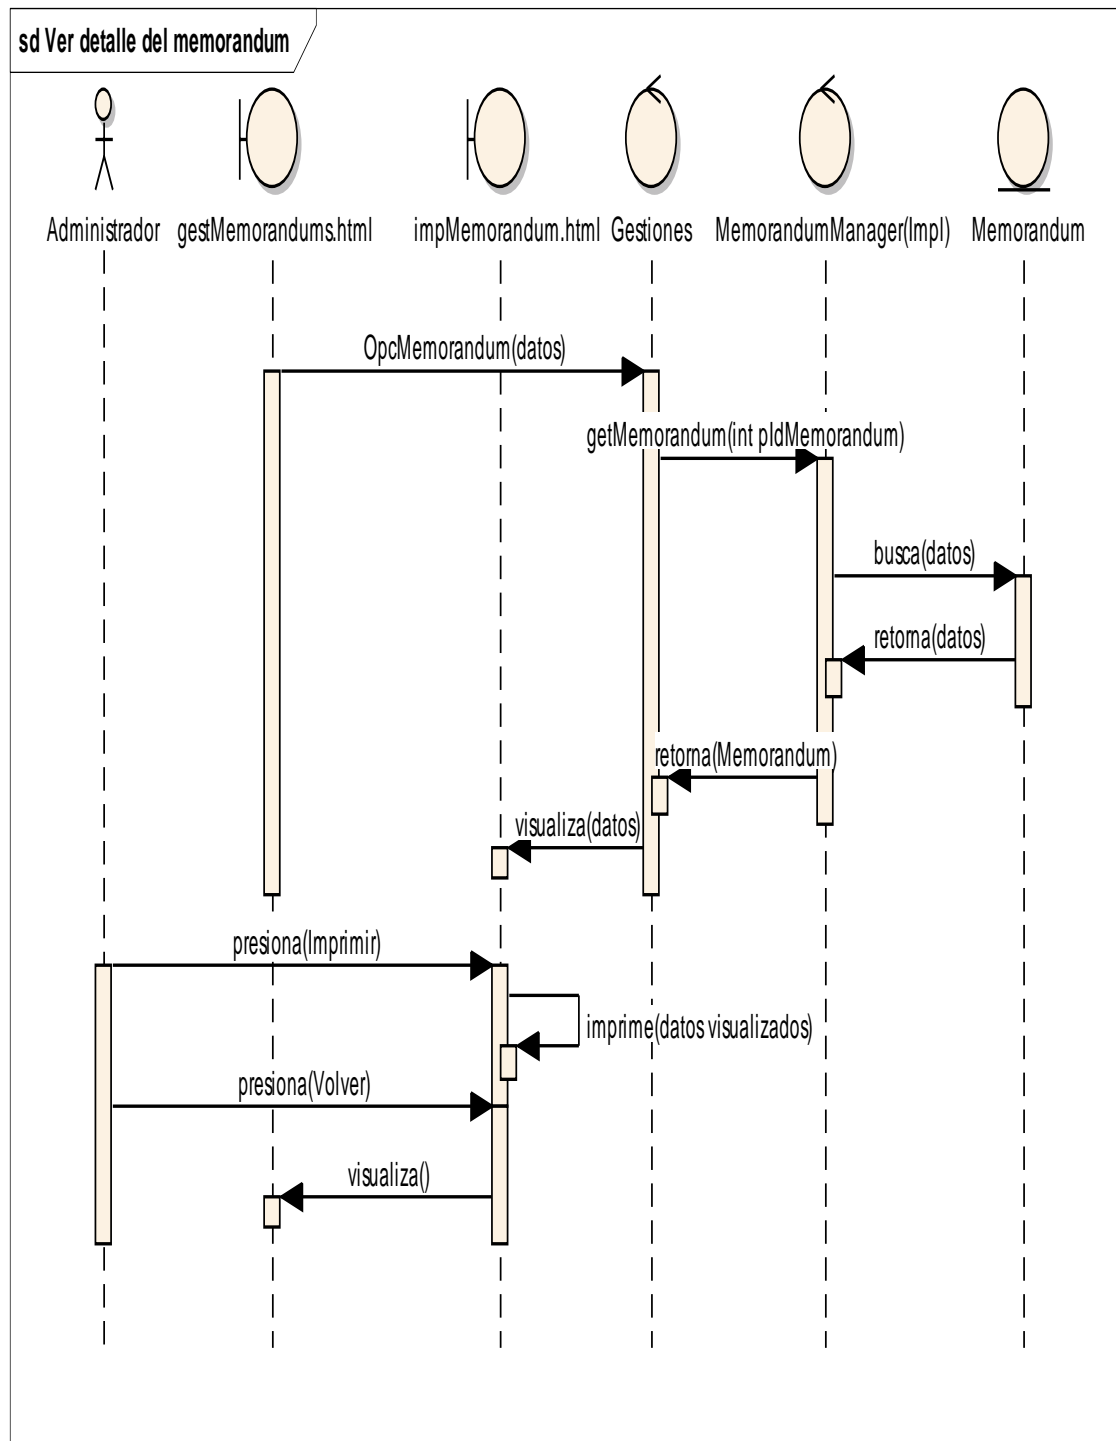 sd Ver detalle del memorandum
Administrador
gestMemorandums.html
impMemorandum.html
Gestiones
MemorandumManager(Impl)
Memorandum
OpcMemorandum(datos)
getMemorandum(int pIdMemorandum)
busca(datos)
retorna(datos)
retorna(Memorandum)
visualiza(datos)
presiona(Imprimir)
imprime(datos visualizados)
presiona(Volver)
visualiza()